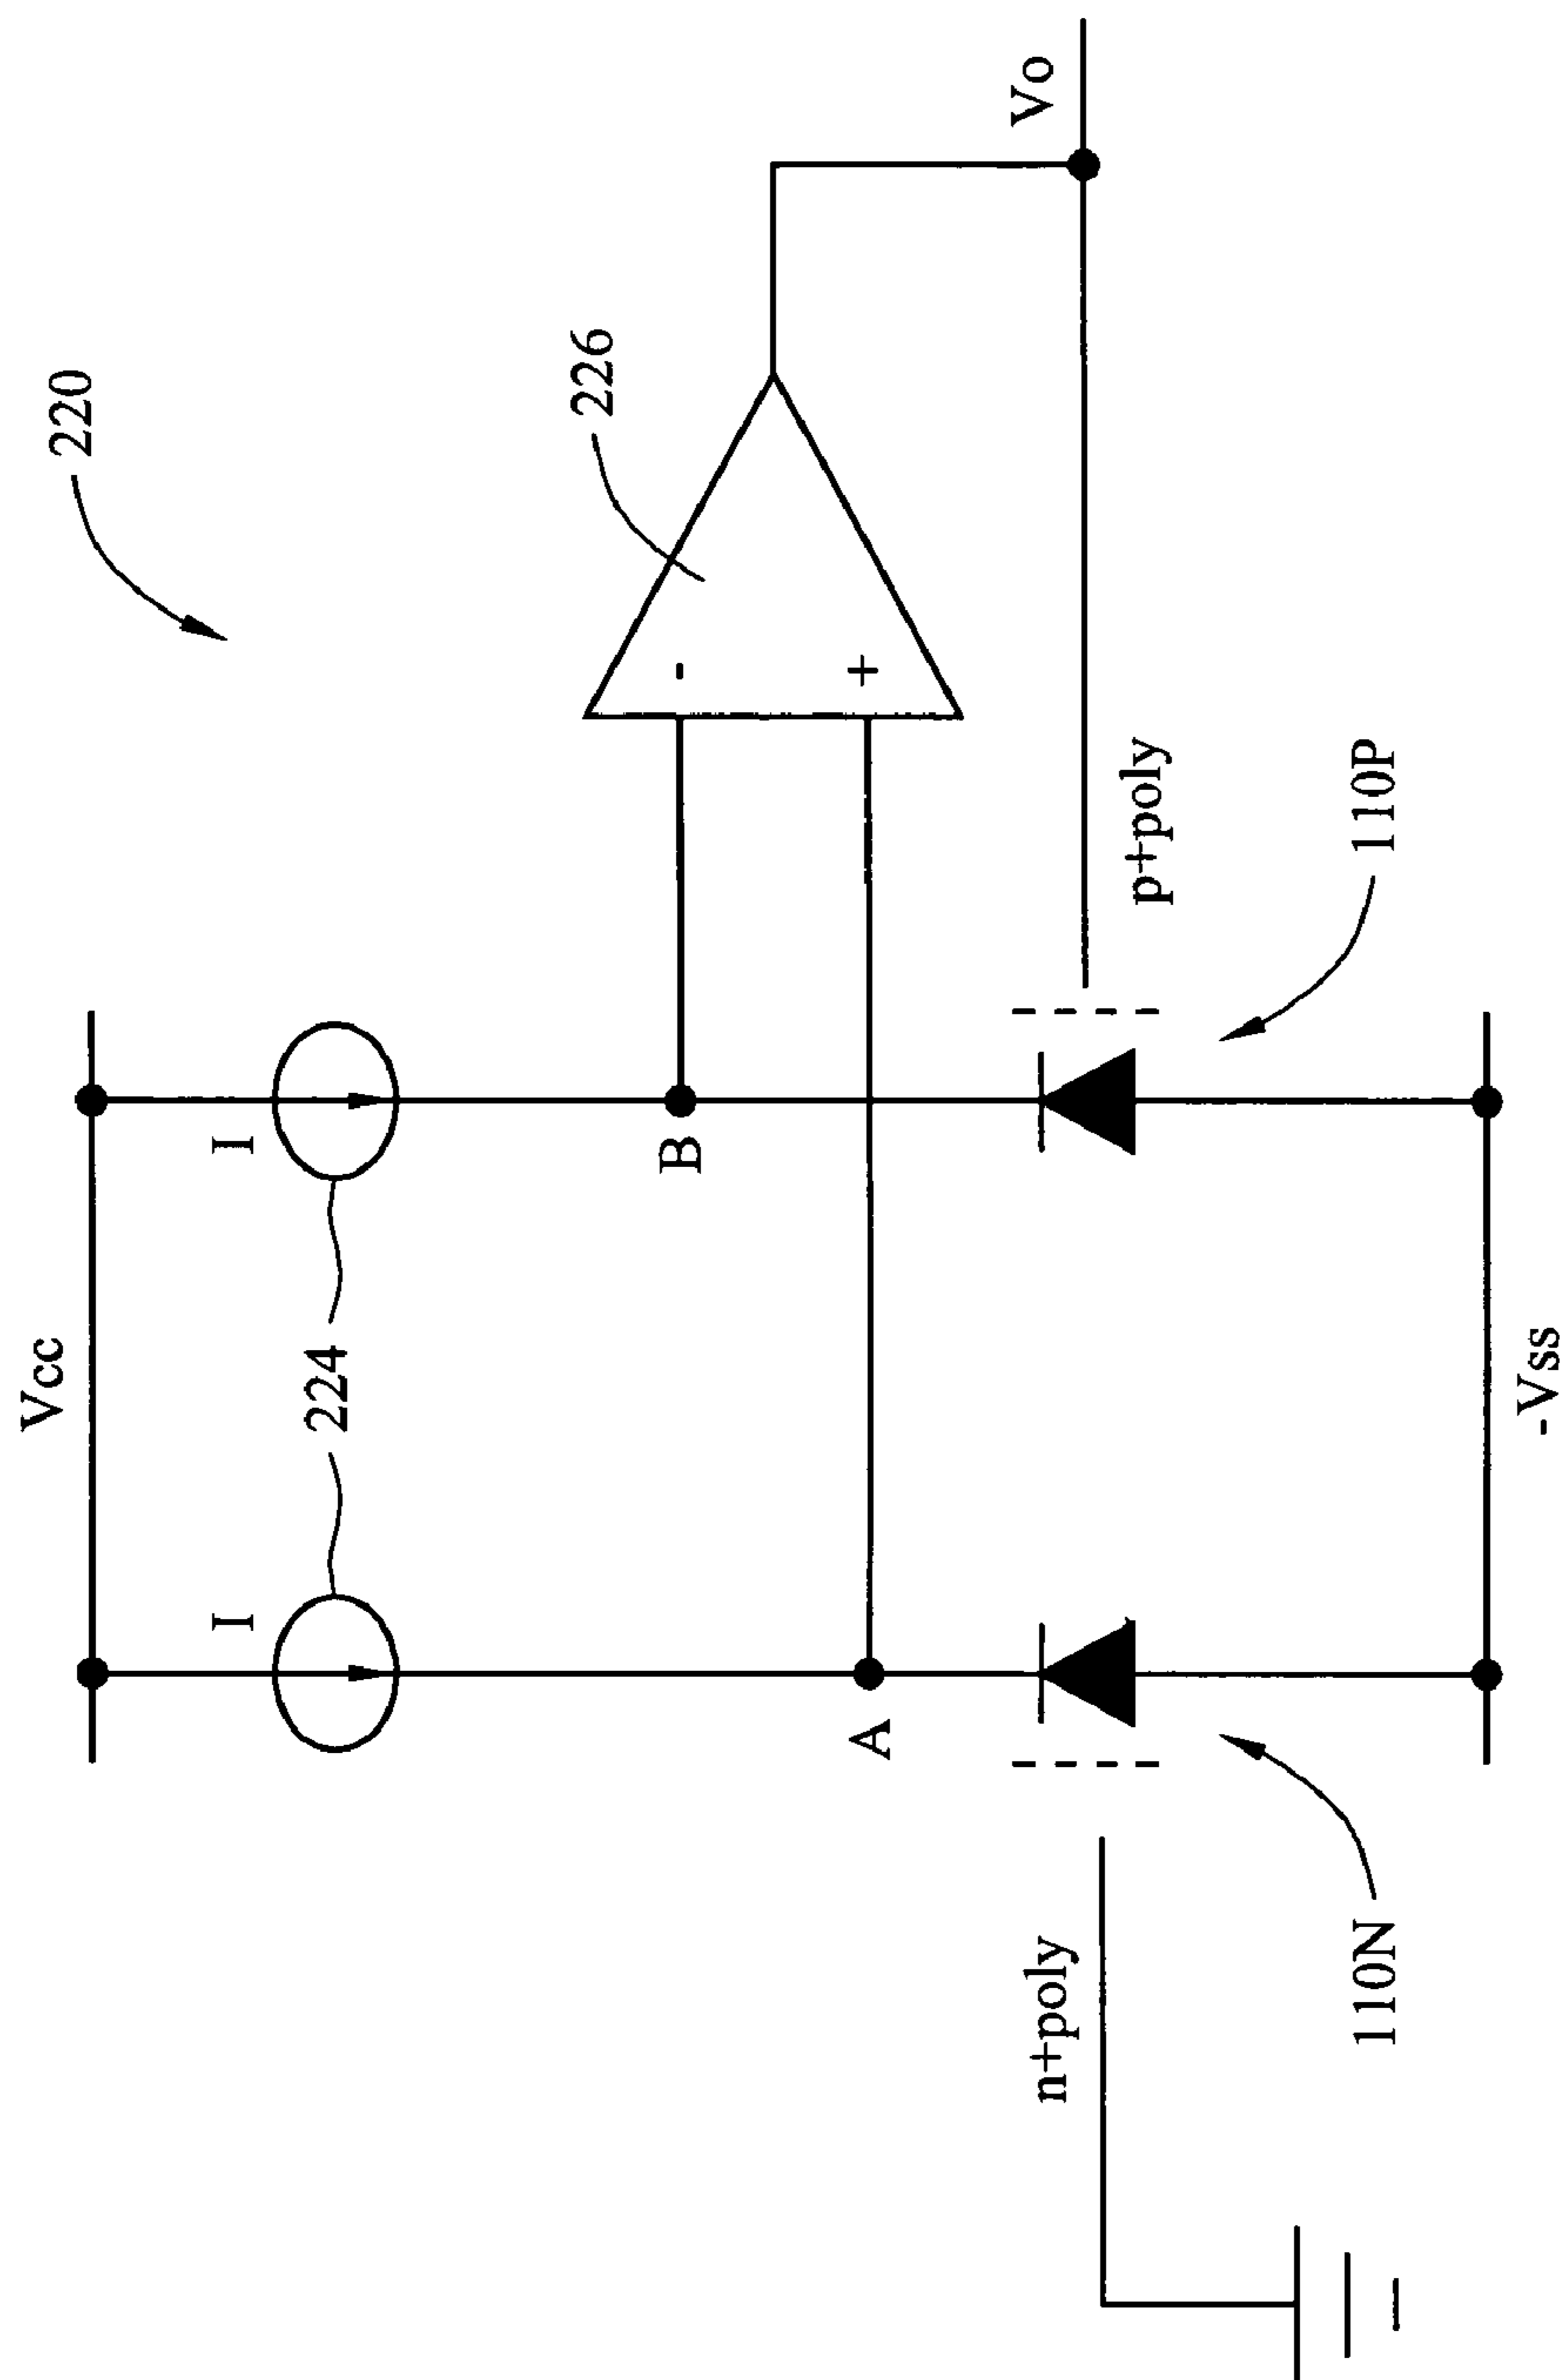 220
Vcc
I
I
224
226
-
+
B
A
Vo
n+poly
p+poly
110N
110P
-Vss